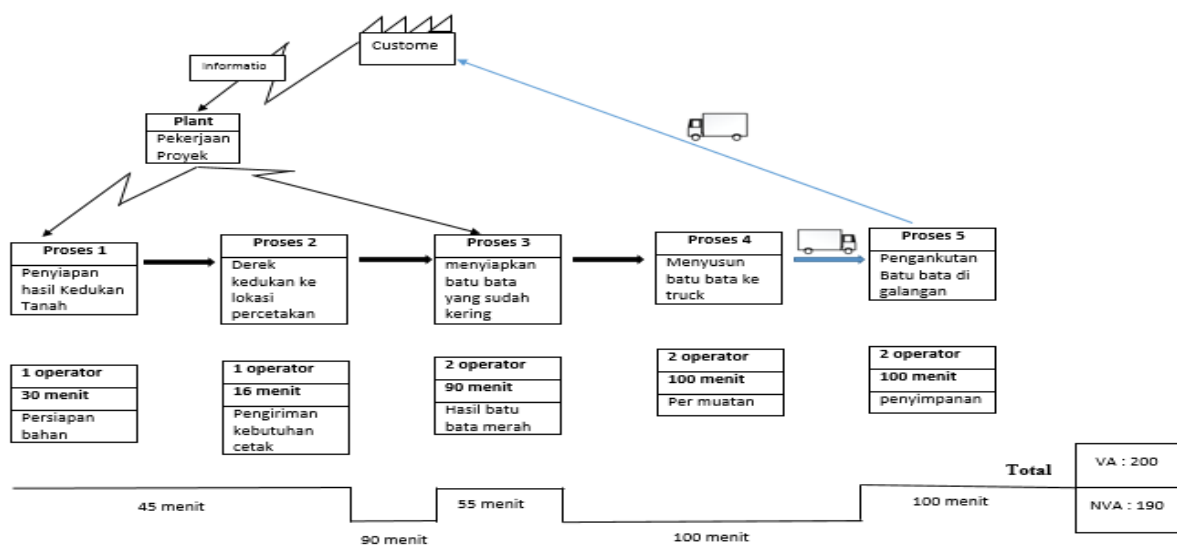 Custome
Informatio
Plant
Pekerjaan
Proyek
Proses 1
Penyiapan
hasil Kedukan
Tanah
Proses 2
Derek
kedukan ke
lokasi
percetakan
Proses 3
menyiapkan
batu bata
yang sudah
kering
Proses 4
Menyusun
batu bata ke
truck
Proses 5
Pengankutan
Batu bata di
galangan
1 operator
30 menit
Persiapan
bahan
1 operator
16 menit
Pengiriman
kebutuhan
cetak
2 operator
90 menit
Hasil batu
bata merah
2 operator
100 menit
Per muatan
2 operator
100 menit
penyimpanan
45 menit
90 menit
55 menit
100 menit
100 menit
Total
VA : 200
NVA : 190